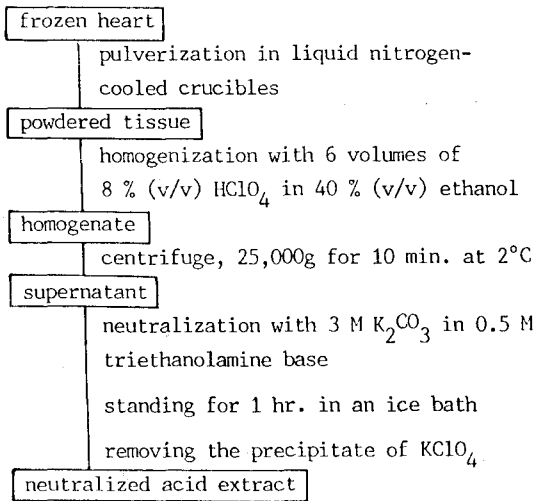 frozen heart
pulverization in liquid nitrogen-
cooled crucibles
powdered tissue
homogenization with 6 volumes of
8 % (v/v) HClO4 in 40 % (v/v) ethanol
homogenate
centrifuge, 25,000g for 10 min. at 2°C
supernatant
neutralization with 3 M K2CO3 in 0.5 M
triethanolamine base
standing for 1 hr. in an ice bath
removing the precipitate of KClO4
neutralized acid extract